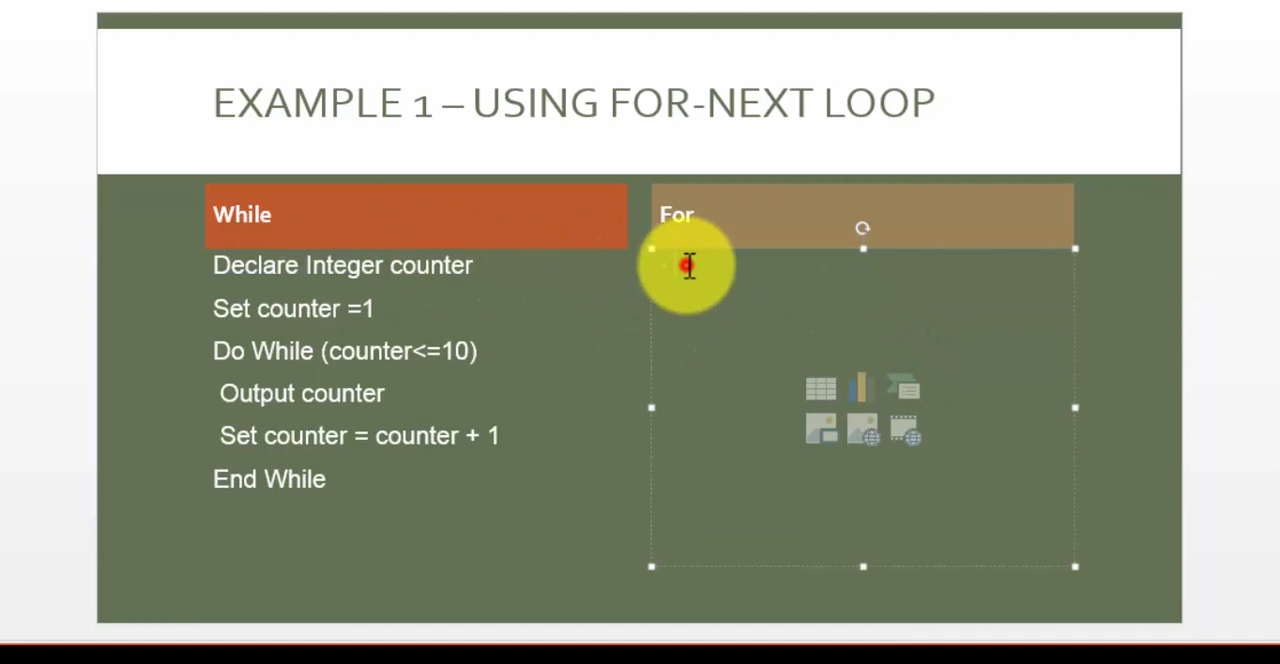 EXAMPLE 1 – USING FOR-NEXT LOOP
While
For
Declare Integer counter
Set counter =1
Do While (counter<=10)
Output counter
Set counter = counter + 1
End While